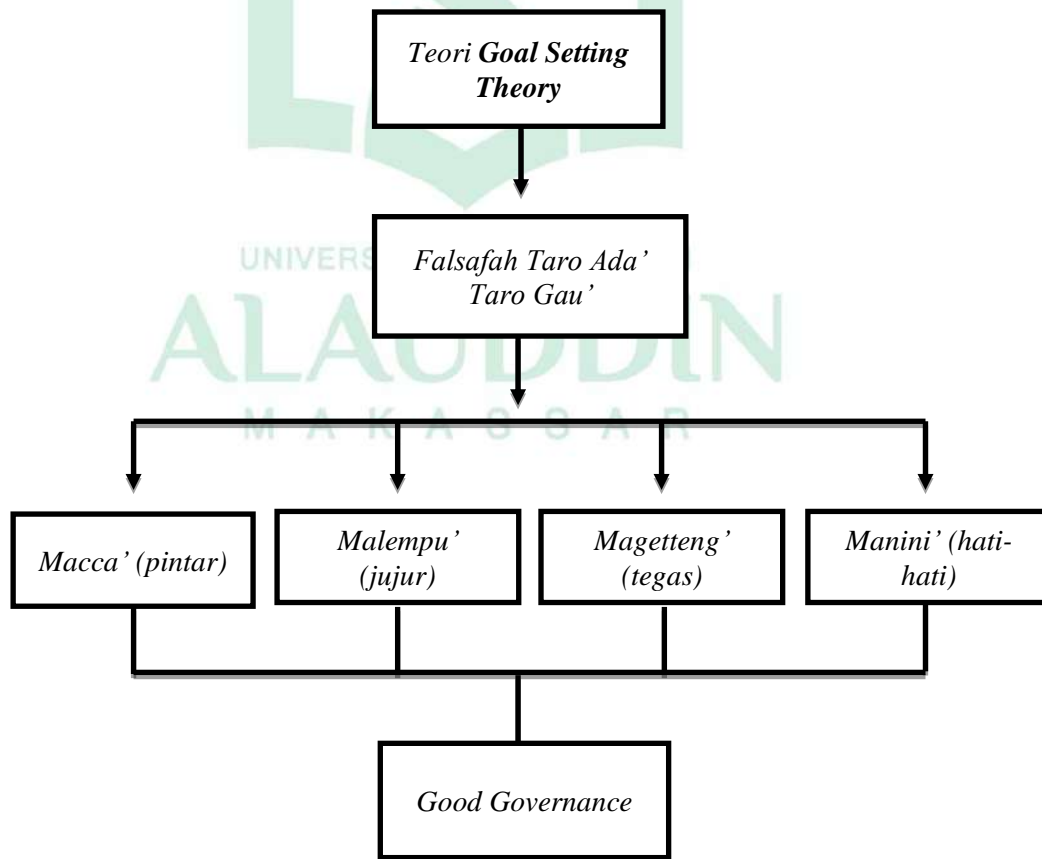 Teori Goal Setting
Theory
Falsafah Taro Ada’
Taro Gau’
UNIVERS
ALAUDDIN
MAKASSAR
Macca’ (pintar)
Malempu’
(jujur)
Magetteng’
(tegas)
Manini’ (hati-
hati)
Good Governance